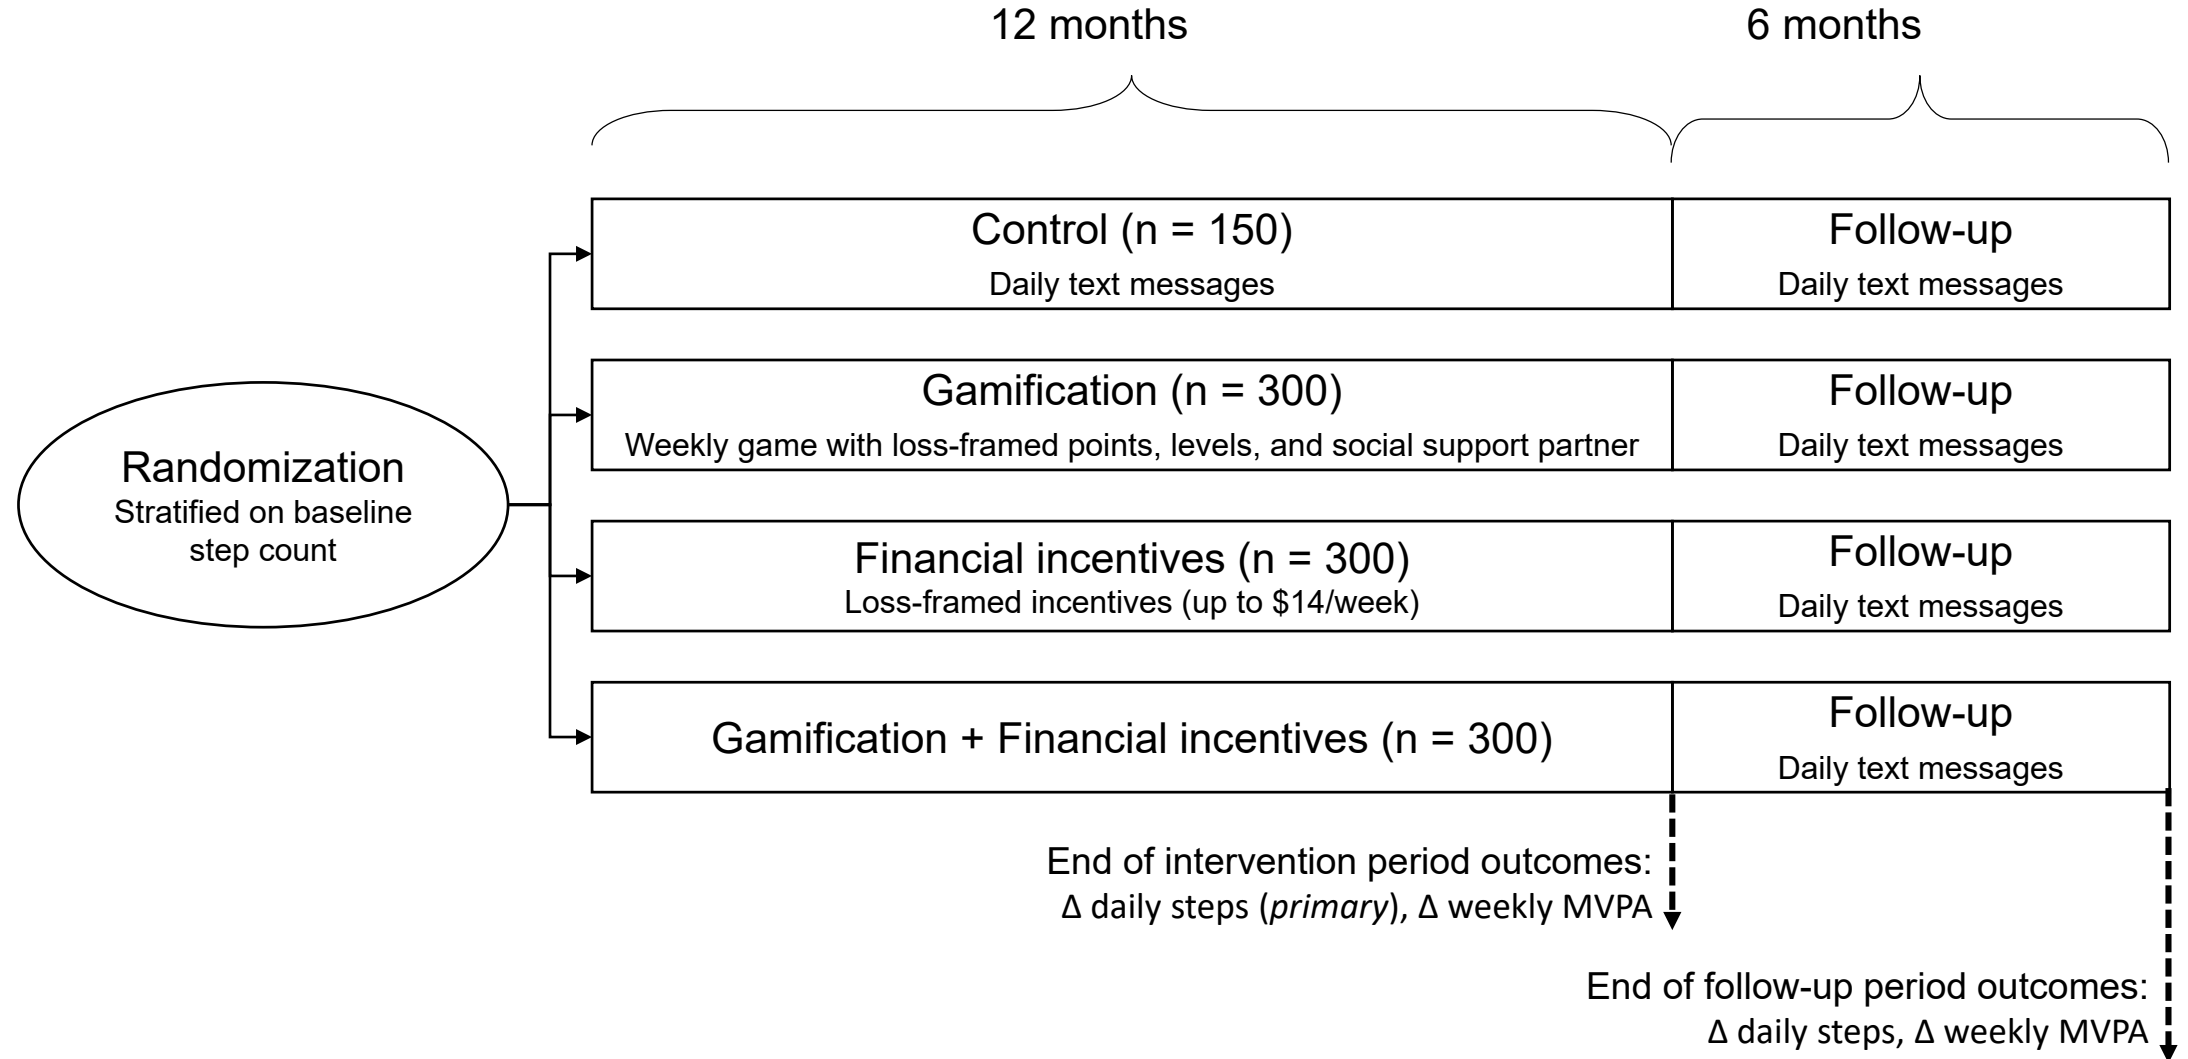 12 months
6 months
Control (n = 150)
Daily text messages
Follow-up
Daily text messages
Gamification (n = 300)
Weekly game with loss-framed points, levels, and social support partner
Follow-up
Daily text messages
Randomization
Stratified on baseline
step count
Financial incentives (n = 300)
Loss-framed incentives (up to $14/week)
Follow-up
Daily text messages
Gamification + Financial incentives (n = 300)
Follow-up
Daily text messages
End of intervention period outcomes:
Δ daily steps (primary), Δ weekly MVPA
End of follow-up period outcomes:
Δ daily steps, Δ weekly MVPA